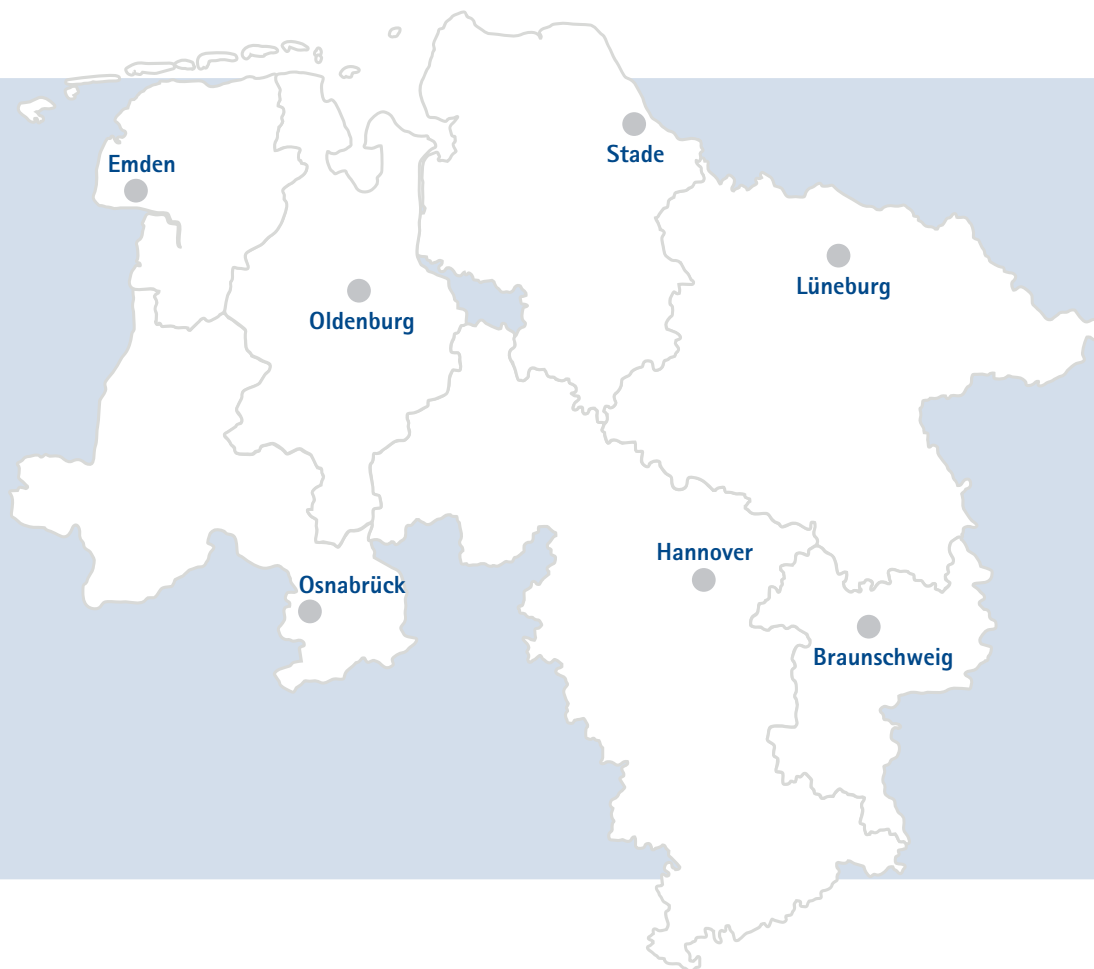 Stade
Emden
Lüneburg
Oldenburg
Hannover
Osnabrück
Braunschweig